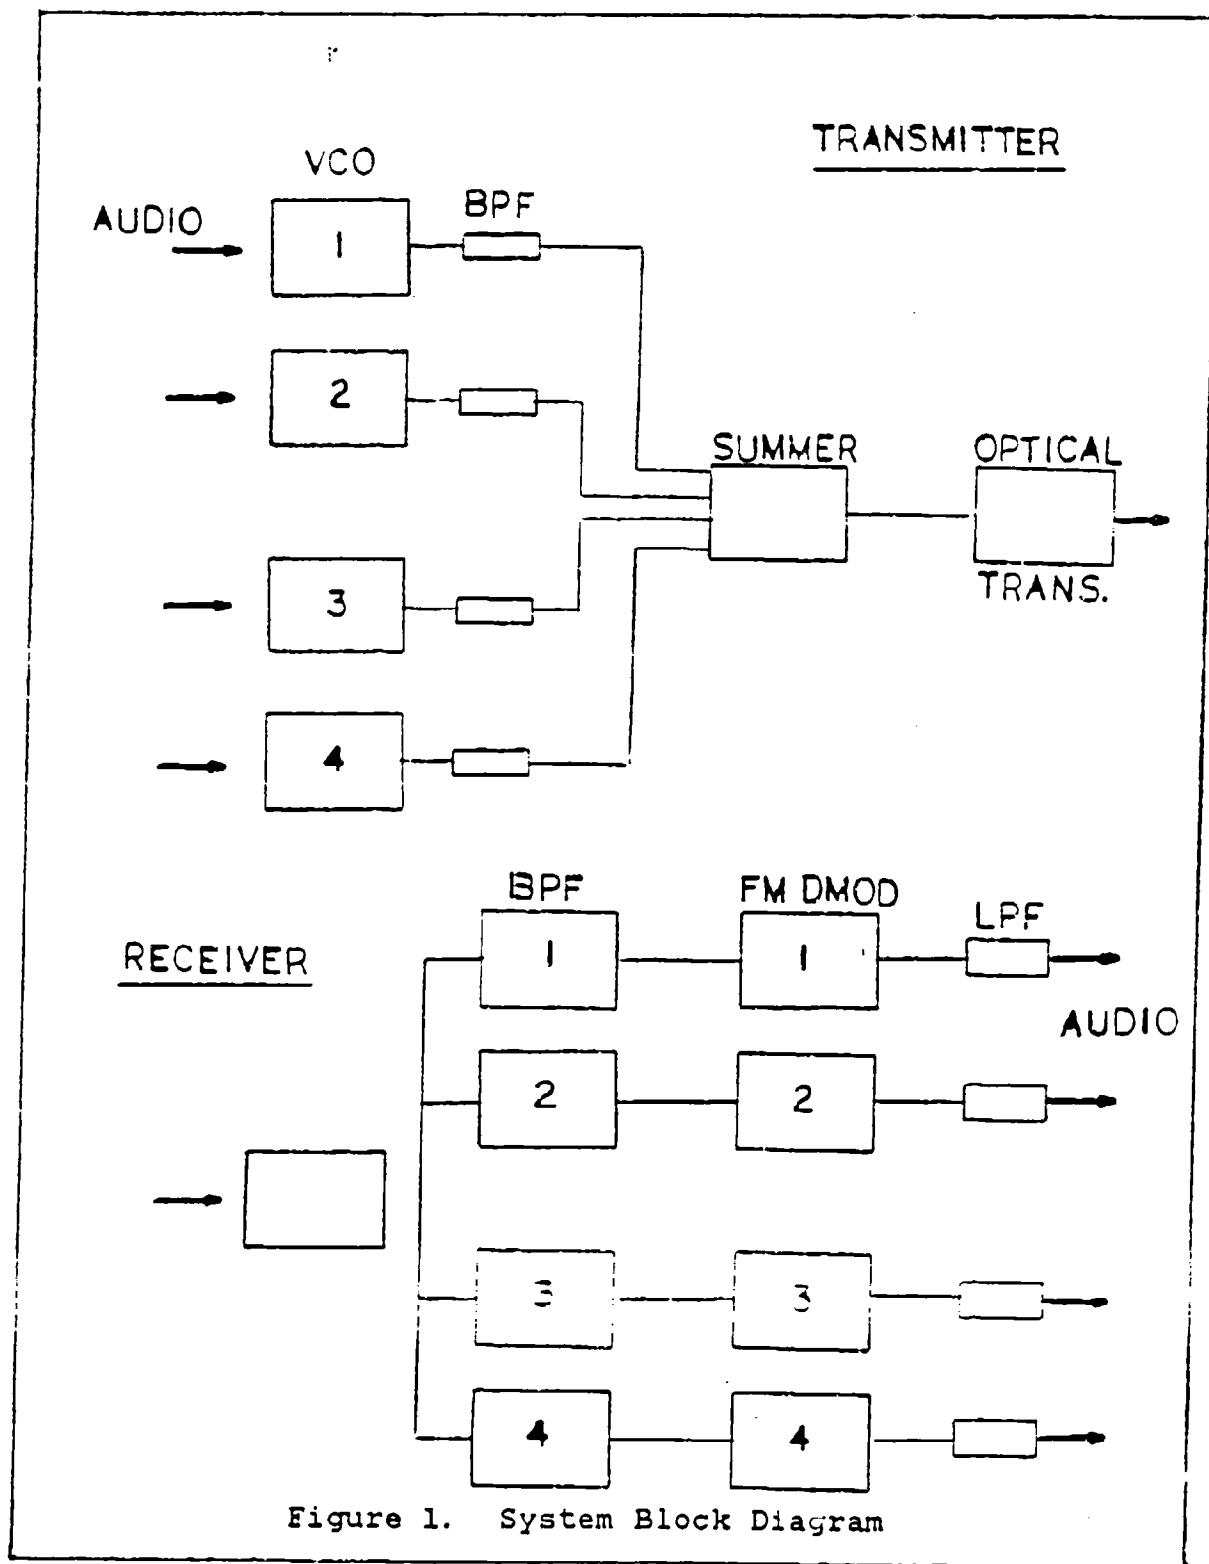 TRANSMITTER
VCO
AUDIO
BPF
1
2
SUMMER
OPTICAL
TRANS.
3
4
BPF
FM DMOD
LPF
RECEIVER
1
1
AUDIO
2
2
3
3
4
4
Figure 1. System Block Diagram